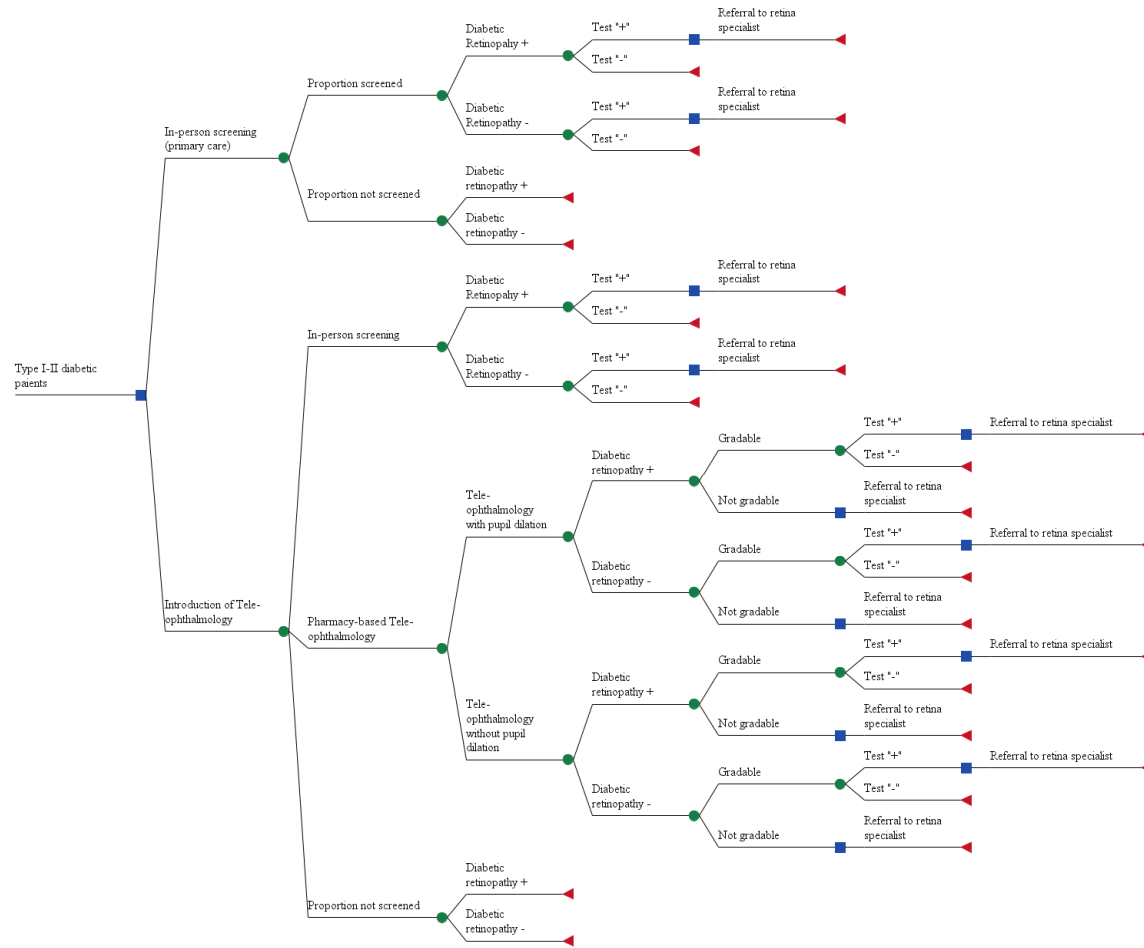 Diabetic
Retinopahy +
Test "+"
Referral to retina
specialist
Test "-"
Proportion screened
Diabetic
Retinopathy -
Test "+"
Referral to retina
specialist
Test "-"
In-person screening
(primary care)
Proportion not screened
Diabetic
retinopathy +
Diabetic
retinopathy -
Type I-II diabetic
paients
In-person screening
Diabetic
Retinopahy +
Test "+"
Referral to retina
specialist
Test "-"
Diabetic
Retinopathy -
Test "+"
Referral to retina
specialist
Test "-"
Introduction of Tele-
ophthalmology
Pharmacy-based Tele-
ophthalmology
Tele-
ophthalmology
with pupil dilation
Diabetic
retinopathy +
Gradable
Test "+"
Referral to retina specialist
Test "-"
Not gradable
Referral to retina
specialist
Diabetic
retinopathy -
Gradable
Test "+"
Referral to retina specialist
Test "-"
Not gradable
Referral to retina
specialist
Tele-
ophthalmology
without pupil
dilation
Diabetic
retinopathy +
Gradable
Test "+"
Referral to retina specialist
Test "-"
Not gradable
Referral to retina
specialist
Diabetic
retinopathy -
Gradable
Test "+"
Referral to retina specialist
Test "-"
Not gradable
Referral to retina
specialist
Proportion not screened
Diabetic
retinopathy +
Diabetic
retinopathy -